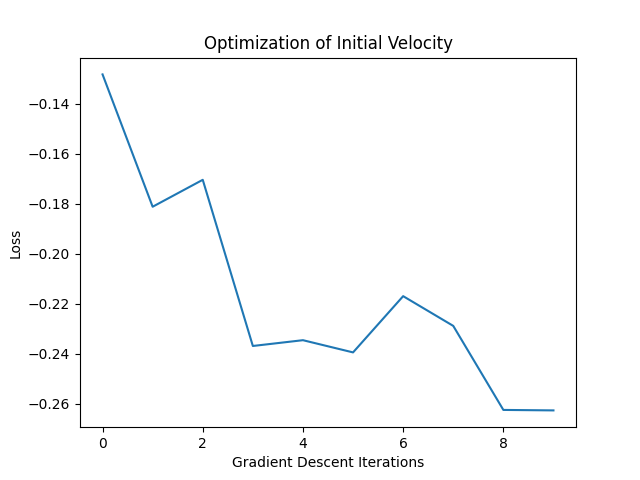 Optimization of Initial Velocity
Loss
−0.14
−0.16
−0.18
−0.20
−0.22
−0.24
−0.26
0 2 4 6 8
Gradient Descent Iterations